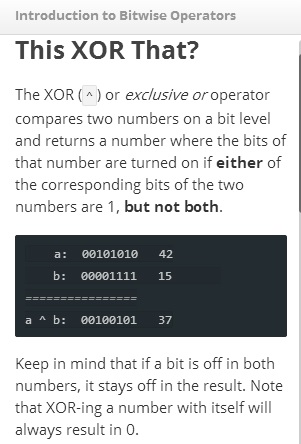 Introduction to Bitwise Operators
This XOR That?
The XOR (^) or exclusive or operator
compares two numbers on a bit level
and returns a number where the bits of
that number are turned on if either of
the corresponding bits of the two
numbers are 1, but not both.
a: 00101010 42
b: 00001111 15
================
a ^ b: 00100101 37
Keep in mind that if a bit is off in both
numbers, it stays off in the result. Note
that XOR-ing a number with itself will
always result in 0.